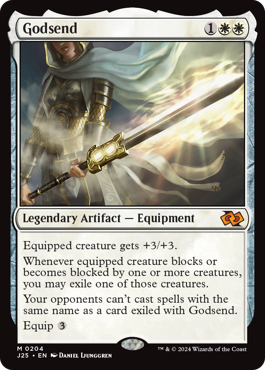 Godsend 1
Legendary Artifact — Equipment
Equipped creature gets +3/+3.
Whenever equipped creature blocks or
becomes blocked by one or more creatures,
you may exile one of those creatures.
Your opponents can't cast spells with the
same name as a card exiled with Godsend.
Equip 3
M 0204
J25 • EN Daniel Ljunggren
™ & © 2024 Wizards of the Coast